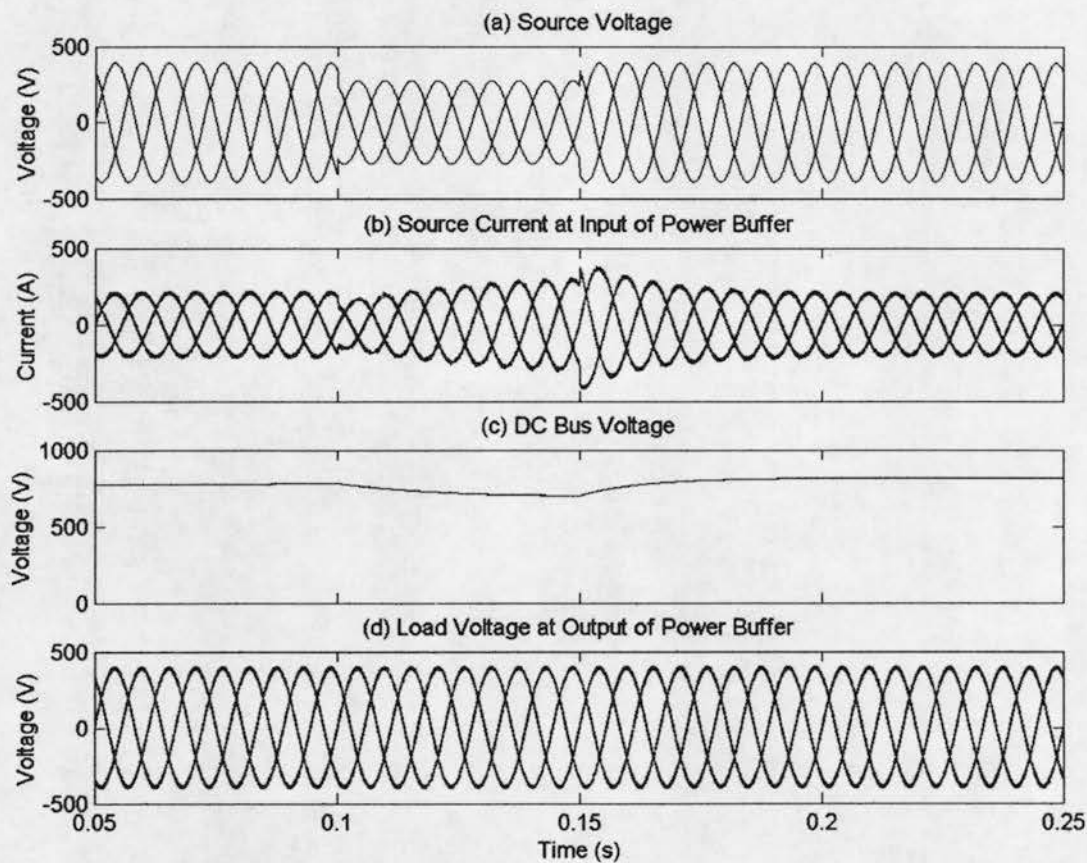 (a) Source Voltage
500
0
-500
Voltage (V)
(b) Source Current at Input of Power Buffer
500
0
-500
Current (A)
(c) DC Bus Voltage
1000
500
0
Voltage (V)
(d) Load Voltage at Output of Power Buffer
500
0
-500
Voltage (V)
0.05 0.1 0.15 0.2 0.25
Time (s)